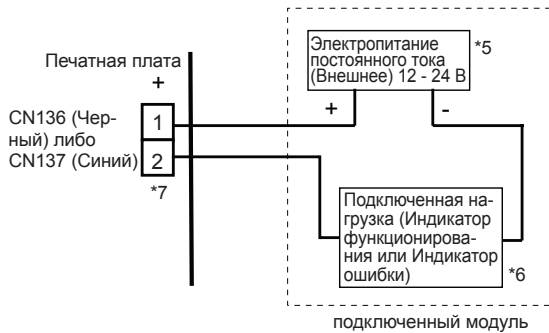 Печатная плата
+
CN136 (Чер-
ный) либо
CN137 (Синий)
1
2
*7
Электропитание
постоянного тока
(Внешнее) 12 - 24 В
*5
+
-
Подключенная на-
грузка (Индикатор
функционирова-
ния или Индикатор
ошибки)
*6
подключенный модуль